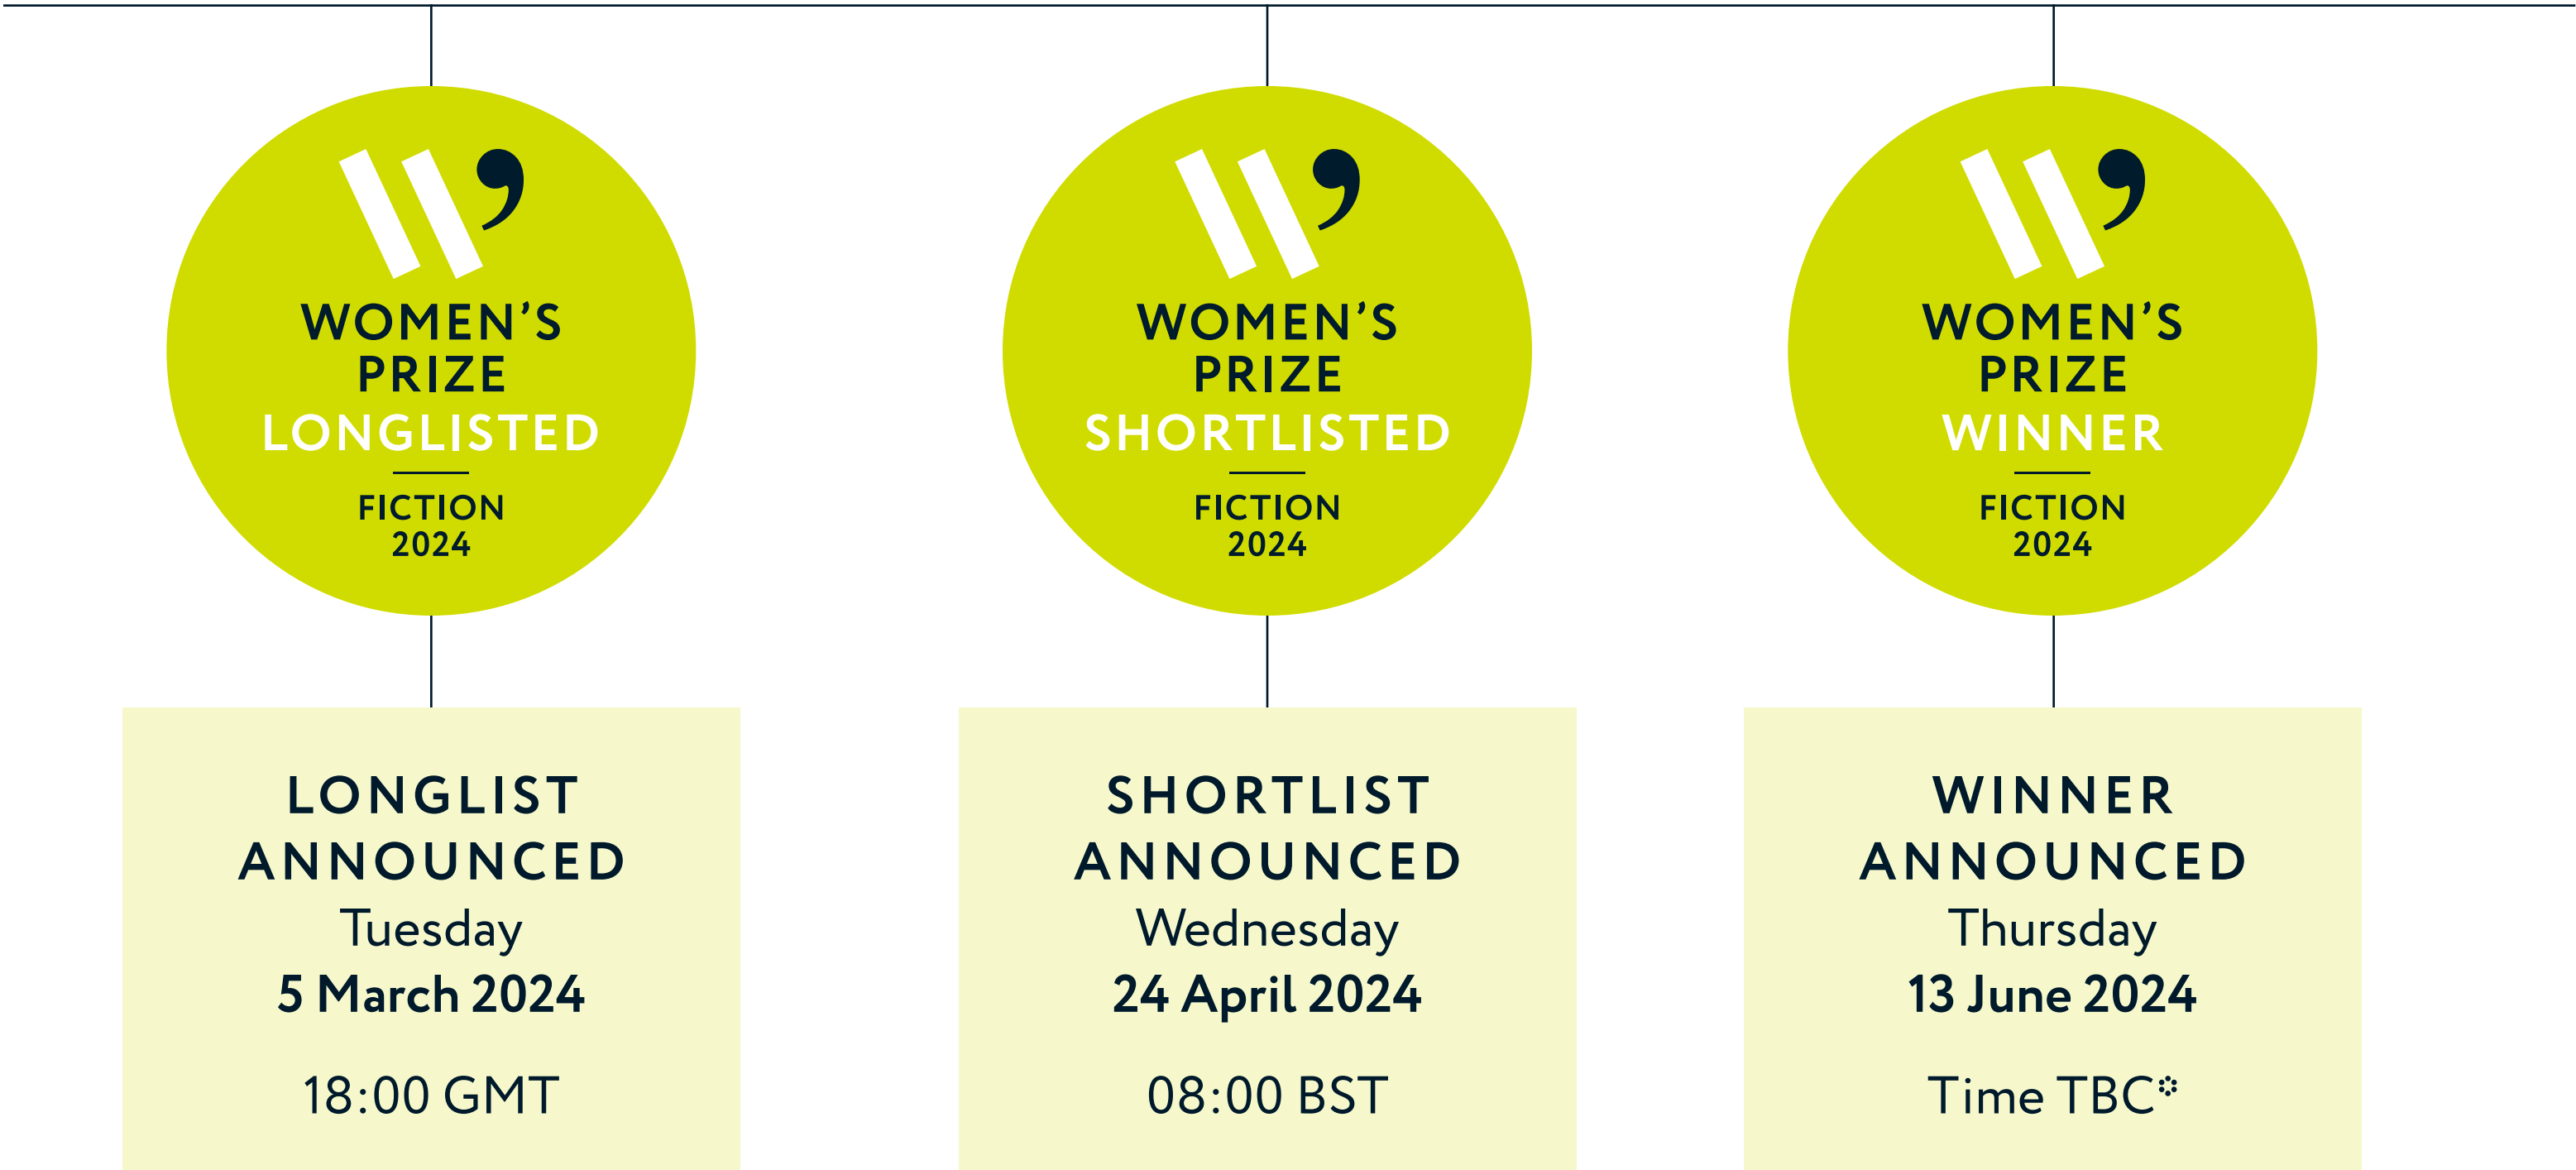 WOMEN’S
PRIZE
LONGLISTED
FICTION
2024
LONGLIST
ANNOUNCED
Tuesday
5 March 2024
18:00 GMT
WOMEN’S
PRIZE
SHORTLISTED
FICTION
2024
SHORTLIST
ANNOUNCED
Wednesday
24 April 2024
08:00 BST
WOMEN’S
PRIZE
WINNER
FICTION
2024
WINNER
ANNOUNCED
Thursday
13 June 2024
Time TBC*